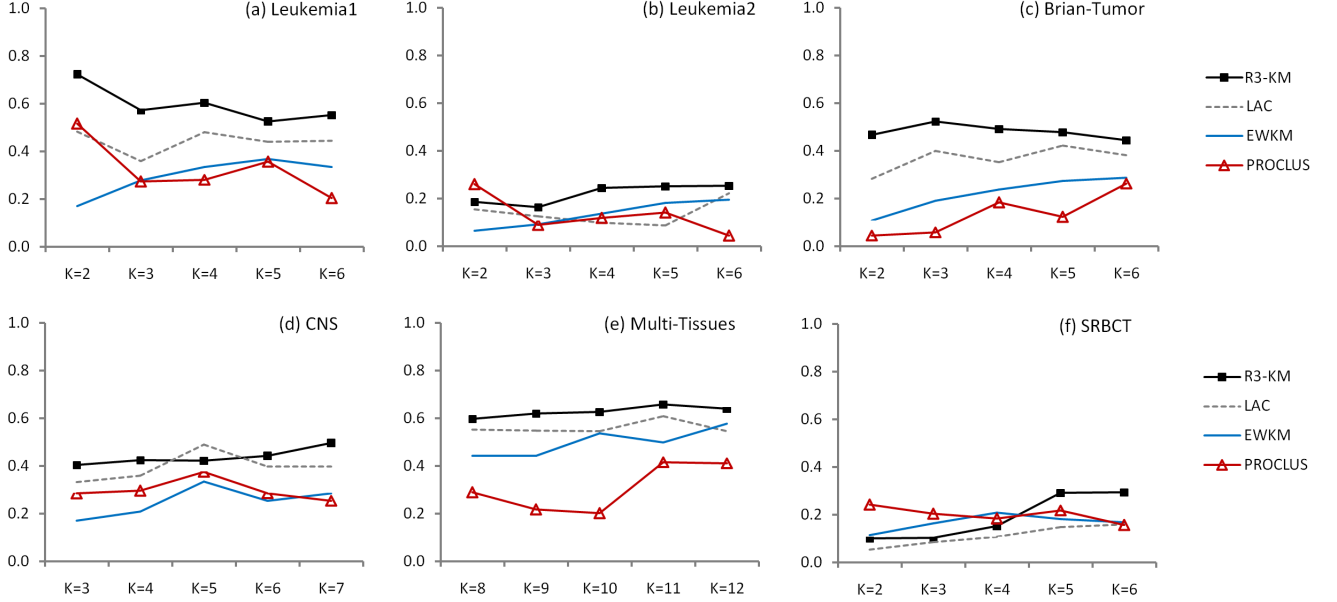 (a) Leukemia1
1.0
0.8
0.6
0.4
0.2
0.0
K=2 K=3 K=4 K=5 K=6
(b) Leukemia2
1.0
0.8
0.6
0.4
0.2
0.0
K=2 K=3 K=4 K=5 K=6
(c) Brian-Tumor
1.0
0.8
0.6
0.4
0.2
0.0
K=2 K=3 K=4 K=5 K=6
R3-KM
LAC
EWKM
PROCLUS
(d) CNS
1.0
0.8
0.6
0.4
0.2
0.0
K=3 K=4 K=5 K=6 K=7
(e) Multi-Tissues
1.0
0.8
0.6
0.4
0.2
0.0
K=8 K=9 K=10 K=11 K=12
(f) SRBCT
1.0
0.8
0.6
0.4
0.2
0.0
K=2 K=3 K=4 K=5 K=6
R3-KM
LAC
EWKM
PROCLUS